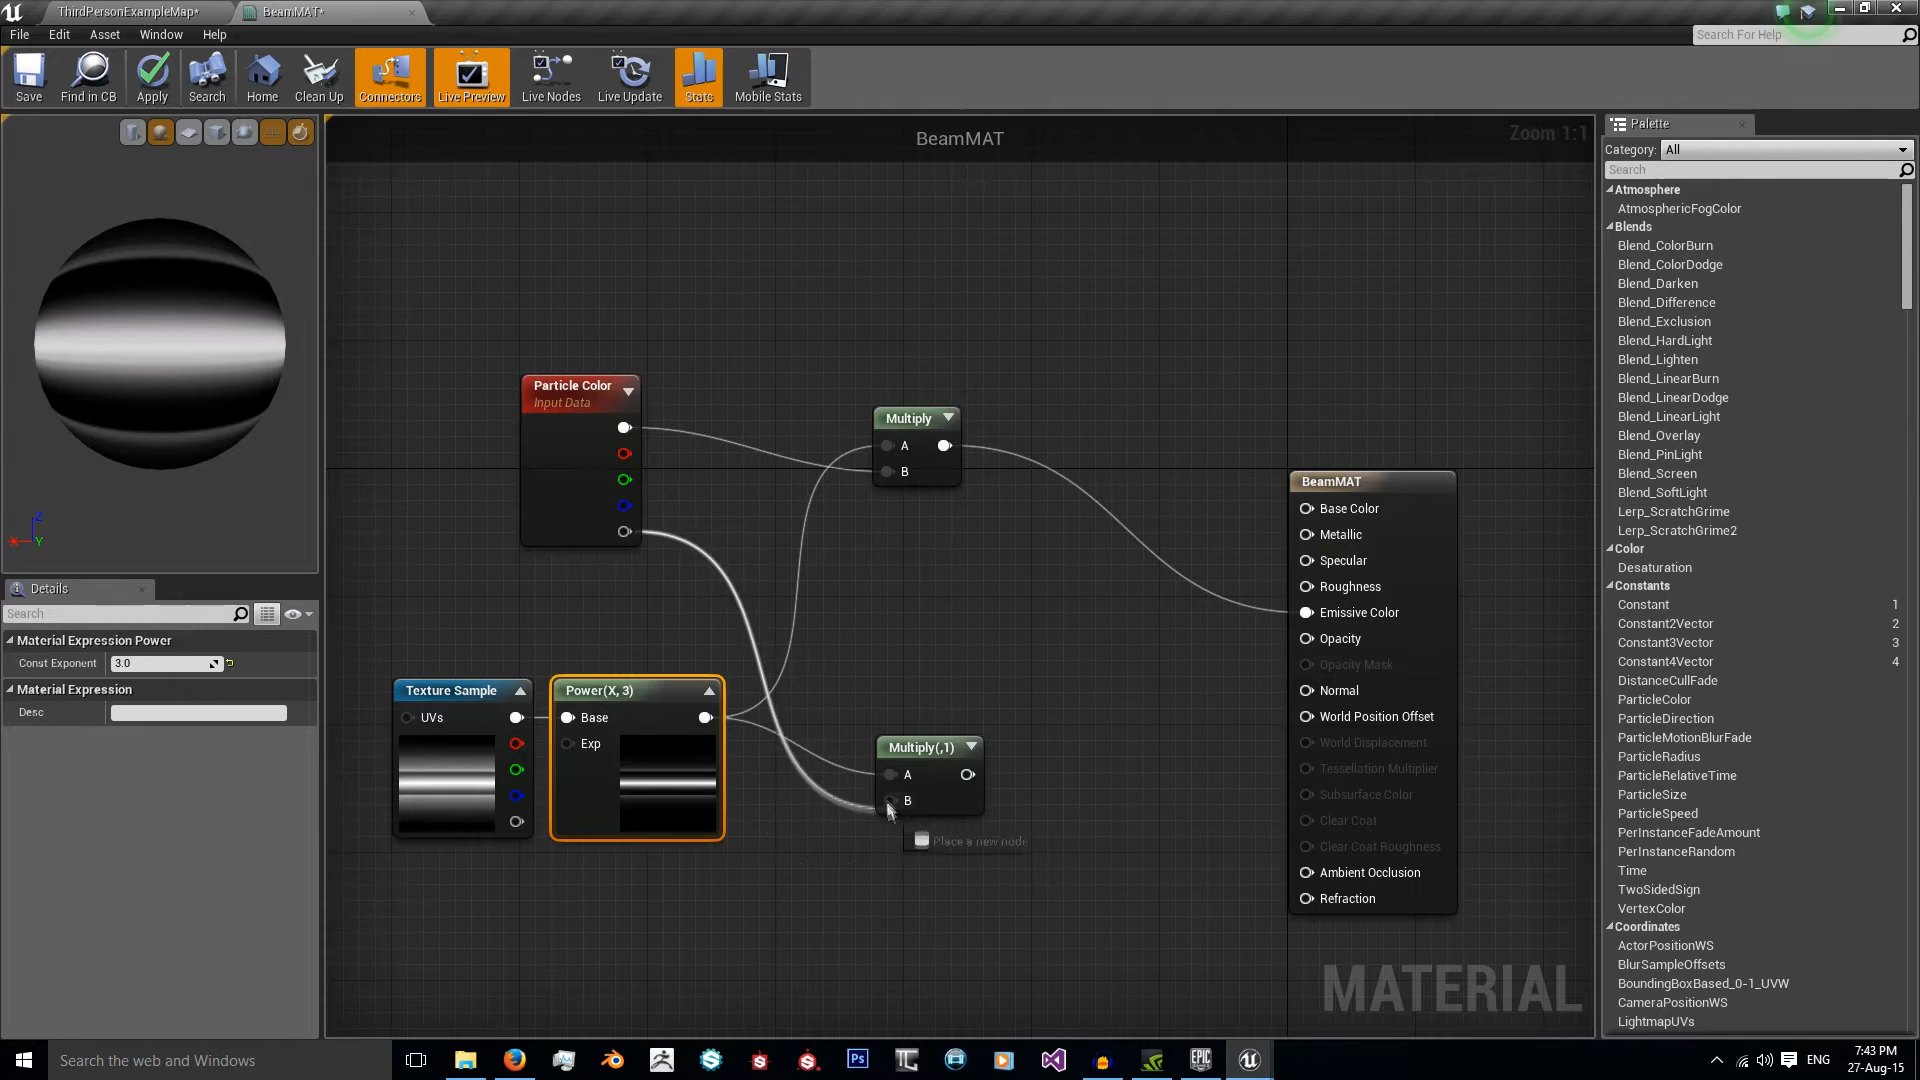 ThirdPersonExampleMap*
BeamMAT*
File Edit Asset Window Help
Search For Help
Save
Find in CB
Apply
Search
Home
Clean Up
Connectors
Live Preview
Live Nodes
Live Update
Stats
Mobile Stats
BeamMAT
Zoom 1:1
Z
Y
Details
Search
Material Expression Power
Const Exponent 3.0
Material Expression
Desc
Particle Color
Input Data
Multiply
A
B
Texture Sample
UVs
Power(X, 3)
Base
Exp
Multiply(,1)
A
B
Place a new node
BeamMAT
Base Color
Metallic
Specular
Roughness
Emissive Color
Opacity
Opacity Mask
Normal
World Position Offset
World Displacement
Tessellation Multiplier
Subsurface Color
Clear Coat
Clear Coat Roughness
Ambient Occlusion
Refraction
MATERIAL
Palette
Category: All
Search
Atmosphere
AtmosphericFogColor
Blends
Blend_ColorBurn
Blend_ColorDodge
Blend_Darken
Blend_Difference
Blend_Exclusion
Blend_HardLight
Blend_Lighten
Blend_LinearBurn
Blend_LinearDodge
Blend_LinearLight
Blend_Overlay
Blend_PinLight
Blend_Screen
Blend_SoftLight
Lerp_ScratchGrime
Lerp_ScratchGrime2
Color
Desaturation
Constants
Constant 1
Constant2Vector 2
Constant3Vector 3
Constant4Vector 4
DistanceCullFade
ParticleColor
ParticleDirection
ParticleMotionBlurFade
ParticleRadius
ParticleRelativeTime
ParticleSize
ParticleSpeed
PerInstanceFadeAmount
PerInstanceRandom
Time
TwoSidedSign
VertexColor
Coordinates
ActorPositionWS
BlurSampleOffsets
BoundingBoxBased_0-1_UVW
CameraPositionWS
LightmapUVs
Search the web and Windows
Ps
EPIC
GAMES
ENG
7:43 PM
27-Aug-15